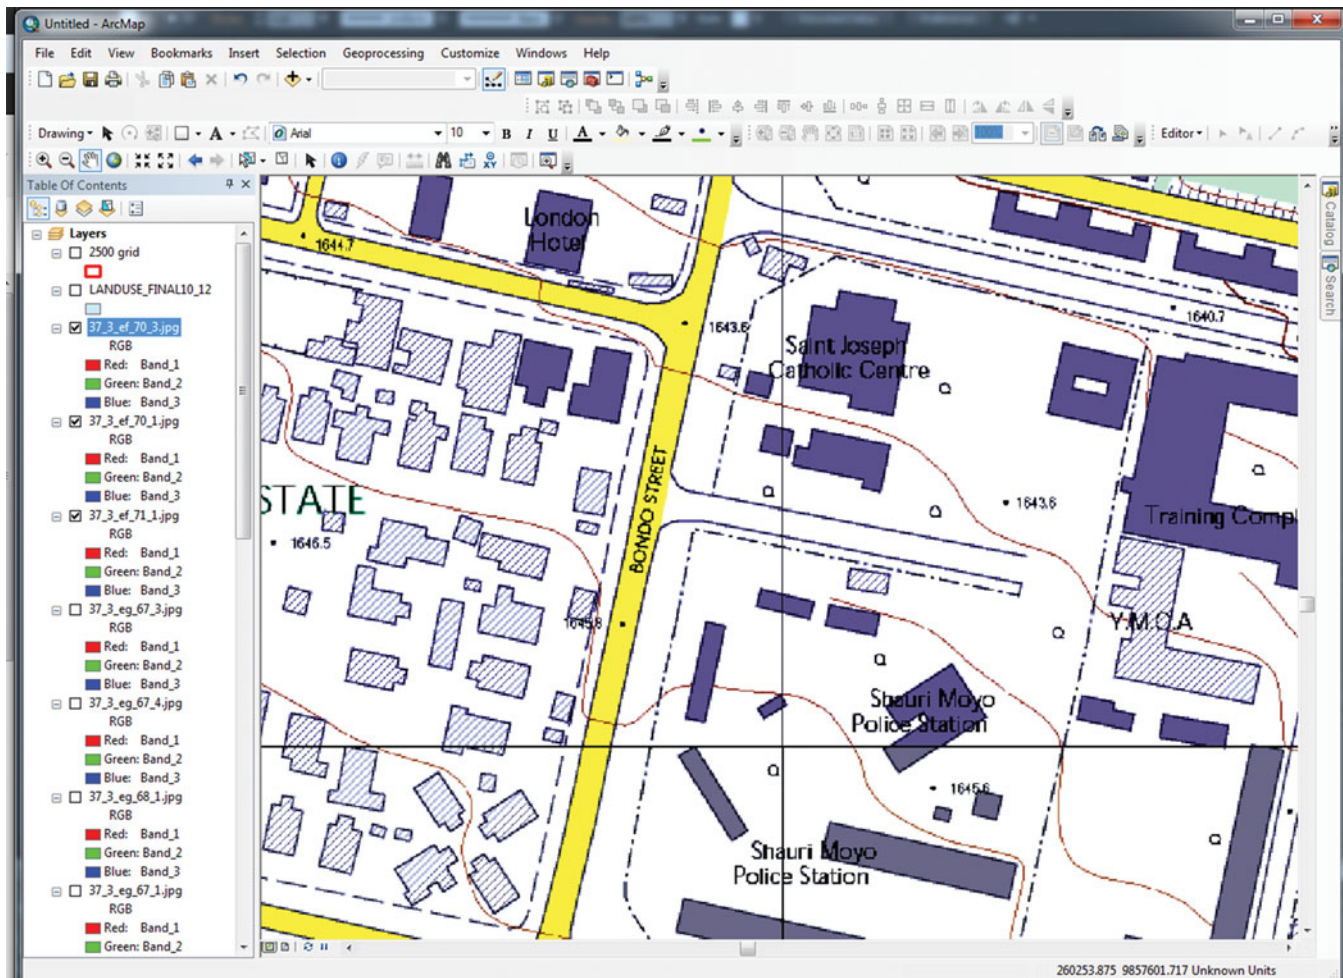 Untitled - ArcMap
File Edit View Bookmarks Insert Selection Geoprocessing Customize Windows Help
Drawing A Arial 10 B I U A 100% Editor
Table Of Contents
Layers
2500 grid
LANDUSE_FINAL10_12
37_3_ef_70_3.jpg
RGB
Red: Band_1
Green: Band_2
Blue: Band_3
37_3_ef_70_1.jpg
RGB
Red: Band_1
Green: Band_2
Blue: Band_3
37_3_ef_71_1.jpg
RGB
Red: Band_1
Green: Band_2
Blue: Band_3
37_3_eg_67_3.jpg
RGB
Red: Band_1
Green: Band_2
Blue: Band_3
37_3_eg_67_4.jpg
RGB
Red: Band_1
Green: Band_2
Blue: Band_3
37_3_eg_68_1.jpg
RGB
Red: Band_1
Green: Band_2
Blue: Band_3
37_3_eg_67_1.jpg
RGB
Red: Band_1
Green: Band_2
London
Hotel
1644.7
1643.6
1640.7
Saint Joseph
Catholic Centre
STATE
BONDO STREET
1643.6
Training Compl
1646.5
1645.8
Y.M.C.A
Shauri Moyo
Police Station
1645.6
Shauri Moyo
Police Station
Catalog
Search
260253.875 9857601.717 Unknown Units